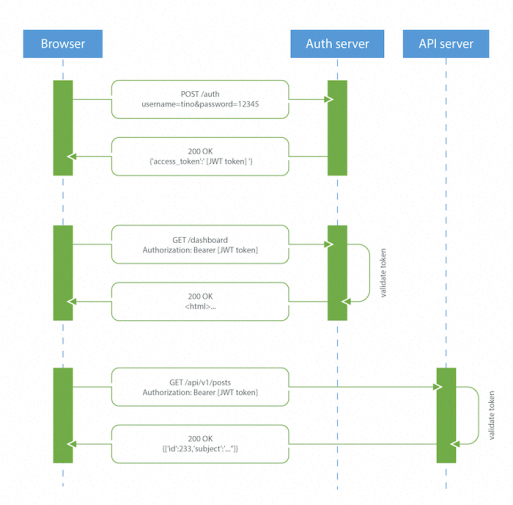 Browser
Auth server
API server
POST /auth
username=tino&password=12345
200 OK
{'access_token':' [JWT token] '}
GET /dashboard
Authorization: Bearer [JWT token]
validate token
200 OK
<html>...
GET /api/v1/posts
Authorization: Bearer [JWT token]
validate token
200 OK
[{'id':233,'subject':'..."}]